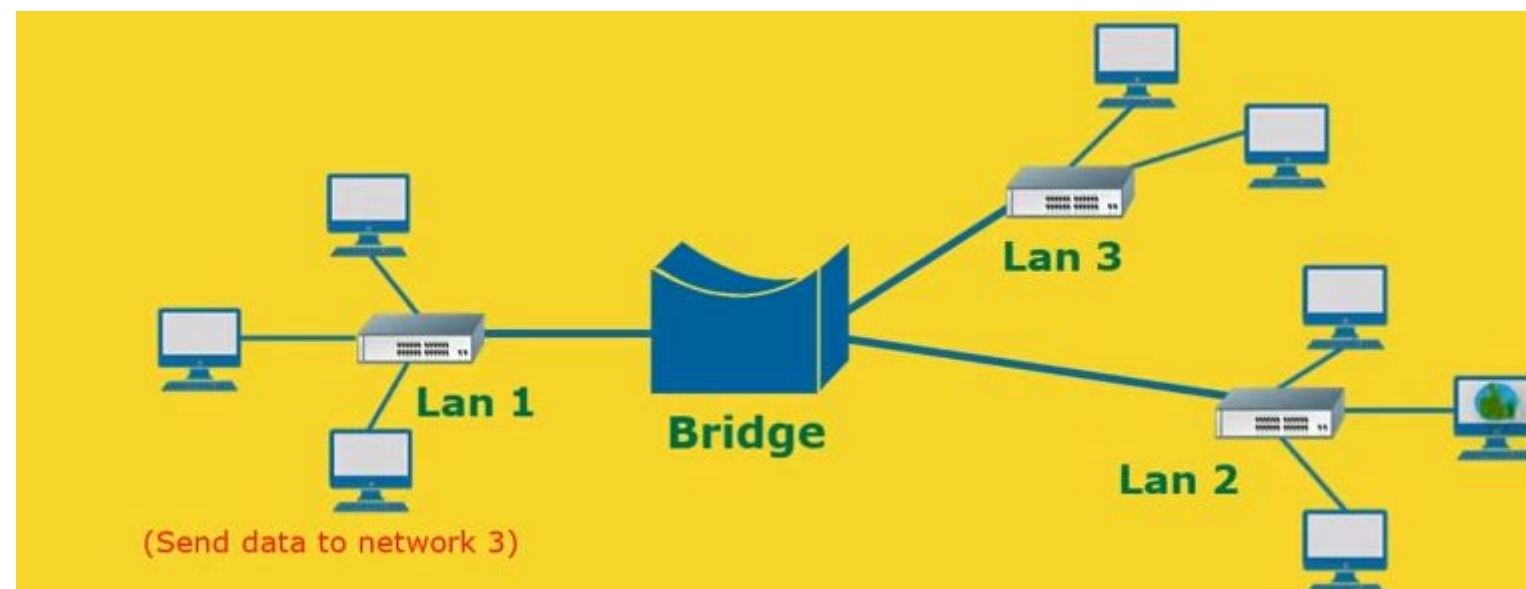 Lan 3
Lan 1
Bridge
Lan 2
(Send data to network 3)